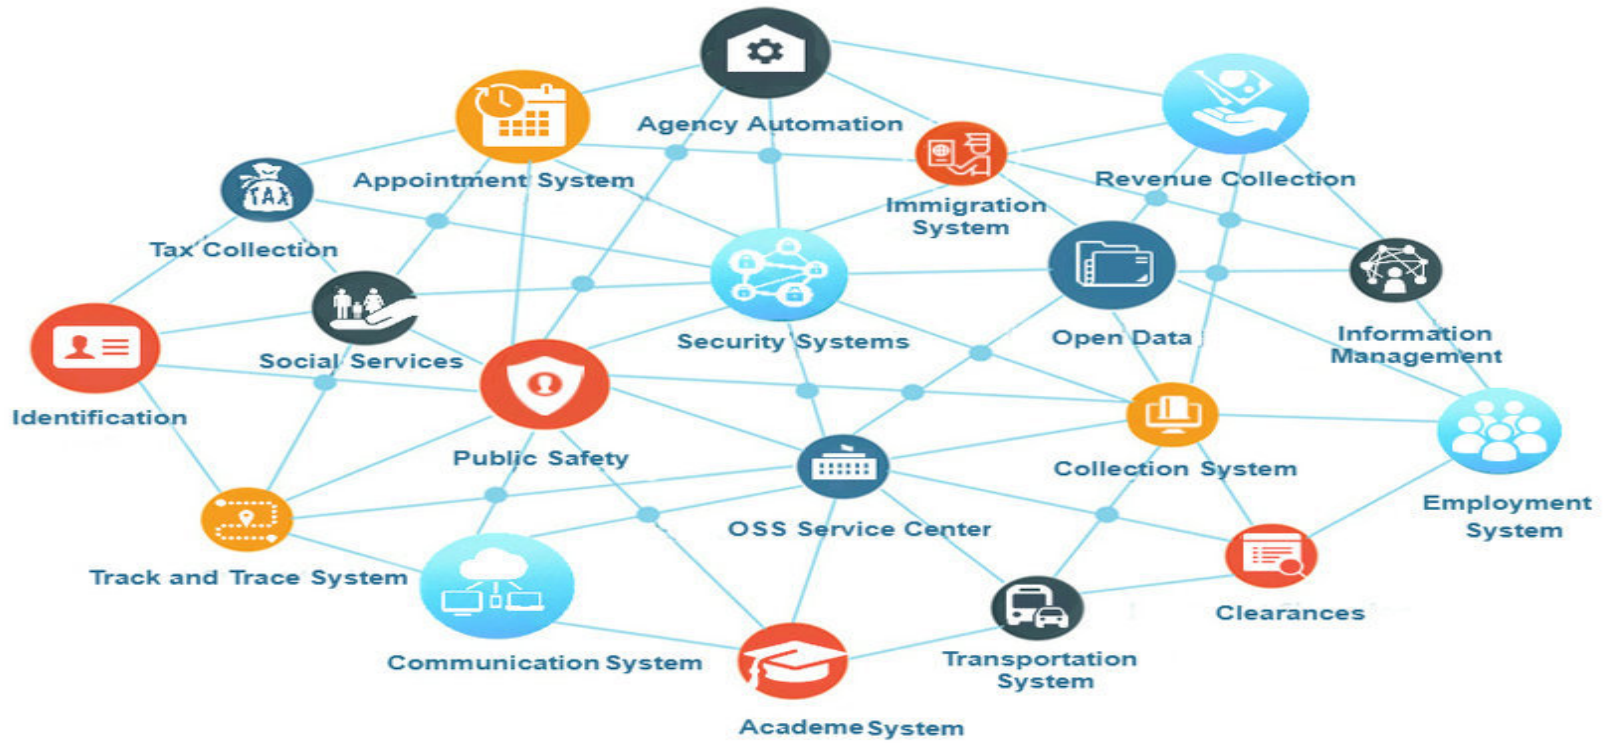 Agency Automation
Appointment System
Revenue Collection
Immigration
System
TAX
Tax Collection
Security Systems
Open Data
Information
Management
Social Services
Identification
Public Safety
Collection System
Employment
System
OSS Service Center
Track and Trace System
Clearances
Communication System
Transportation
System
Academe System